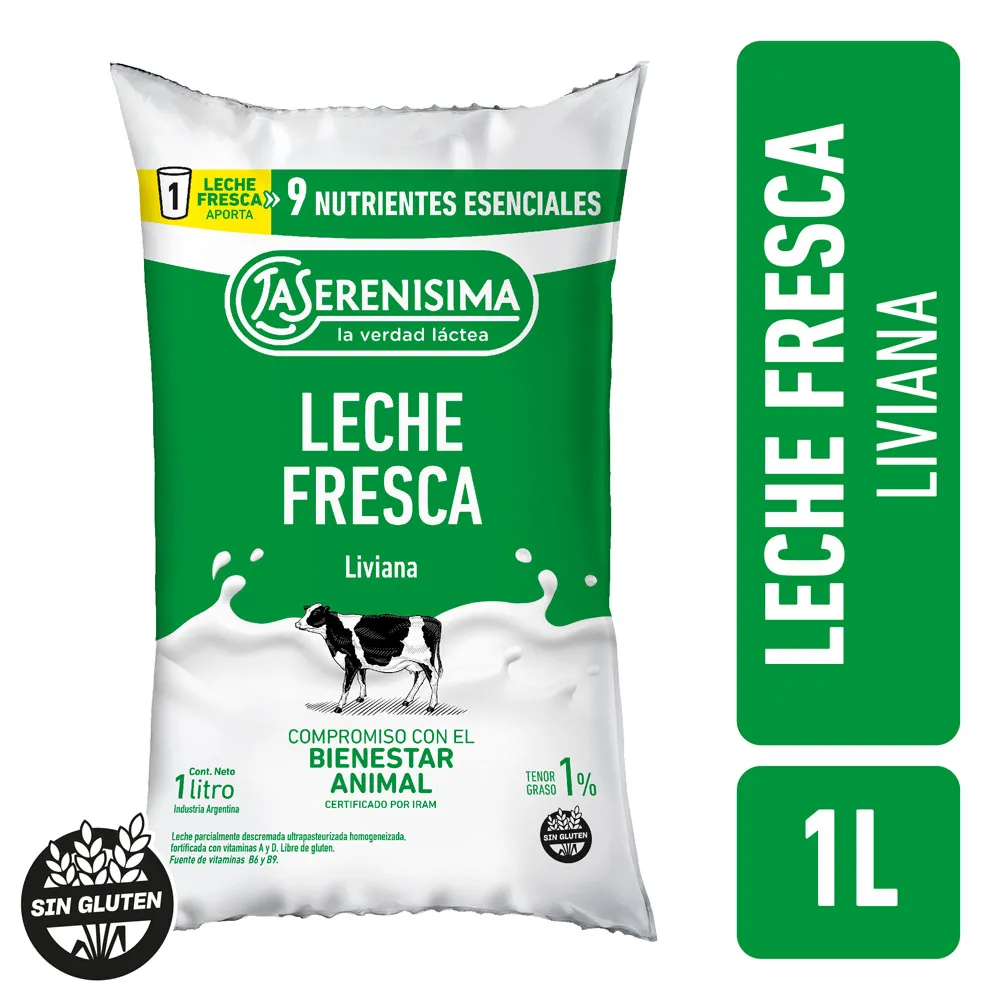 1
LECHE
FRESCA
APORTA
» 9 NUTRIENTES ESENCIALES
LA SERENISIMA
la verdad láctea
LECHE
FRESCA
Liviana
COMPROMISO CON EL
BIENESTAR
ANIMAL
CERTIFICADO POR IRAM
Cont. Neto
1 litro
Industria Argentina
TENOR
GRASO 1%
Leche parcialmente descremada ultrapasteurizada homogeneizada,
fortificada con vitaminas A y D. Libre de gluten.
Fuente de vitaminas B6 y B9.
SIN GLUTEN
SIN GLUTEN
LECHE FRESCA
LIVIANA
1L